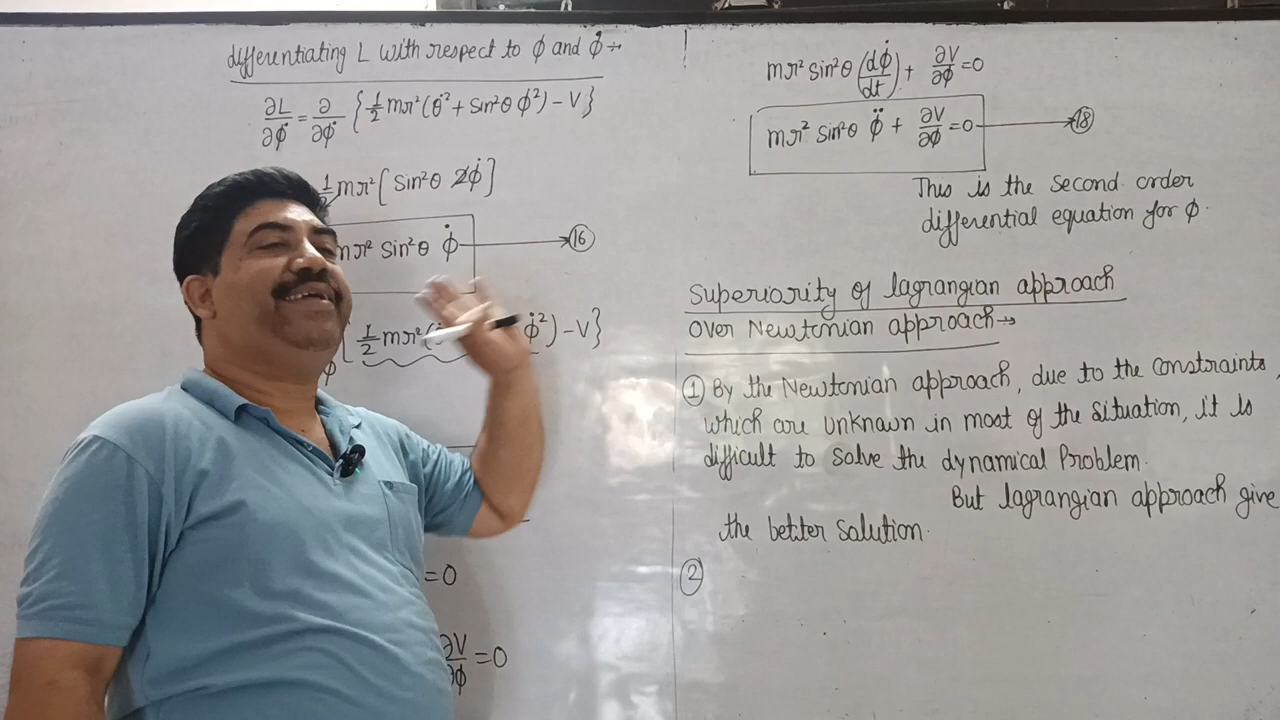 differentiating L with respect to ϕ and ϕ̇ →
∂L/∂ϕ̇ = ∂/∂ϕ̇ {1/2 mr²(θ̇² + Sin²θ ϕ̇²) − V}
1/2 mr² [Sin²θ 2ϕ̇]
mr² Sin²θ ϕ̇ → (16)
ϕ {1/2 mr²( ϕ̇²) − V}
= 0
∂V/∂ϕ = 0
mr² Sin²θ (dϕ̇/dt) + ∂V/∂ϕ = 0
mr² Sin²θ ϕ̈ + ∂V/∂ϕ = 0 → (18)
This is the Second order
differential equation for ϕ.
Superiority of lagrangian approach
Over Newtonian approach →
(1) By the Newtonian approach, due to the Constraints,
which are unknown in most of the Situation, it is
difficult to Solve the dynamical Problem.
But lagrangian approach give
the better Solution.
(2)